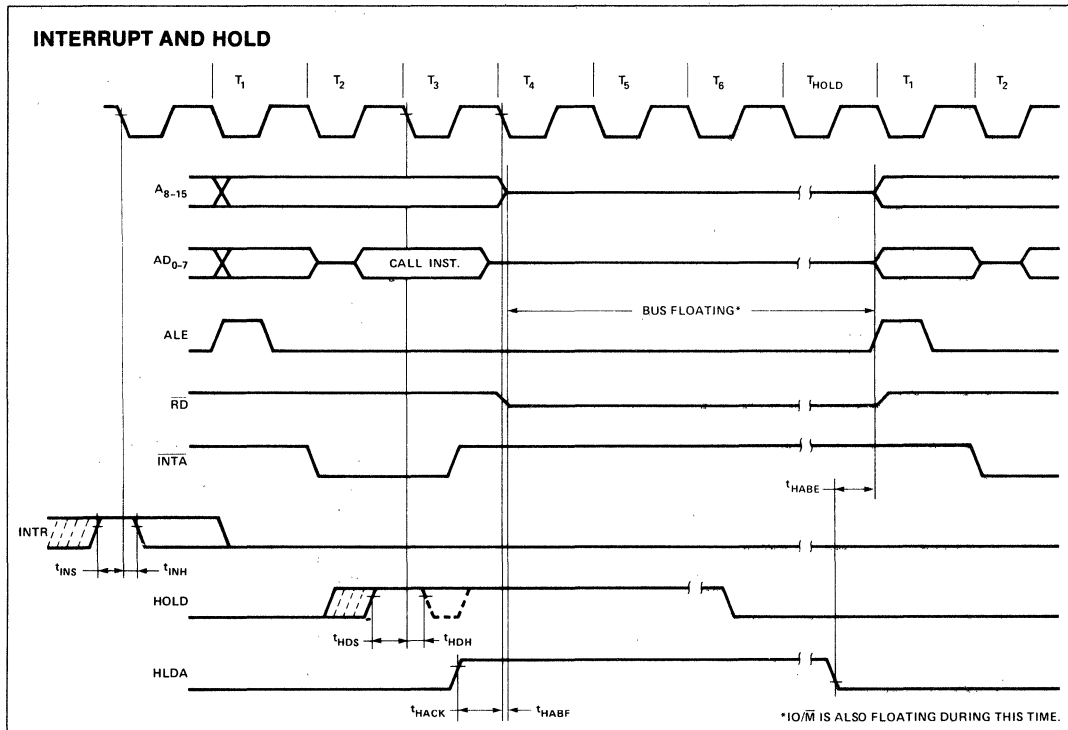 INTERRUPT AND HOLD
T1 T2 T3 T4 T5 T6 THOLD T1 T2
A8–15
AD0–7 CALL INST.
BUS FLOATING*
ALE
RD
INTA
tHABE
INTR
tINS tINH
HOLD
tHDS tHDH
HLDA
tHACK tHABF
*IO/M IS ALSO FLOATING DURING THIS TIME.